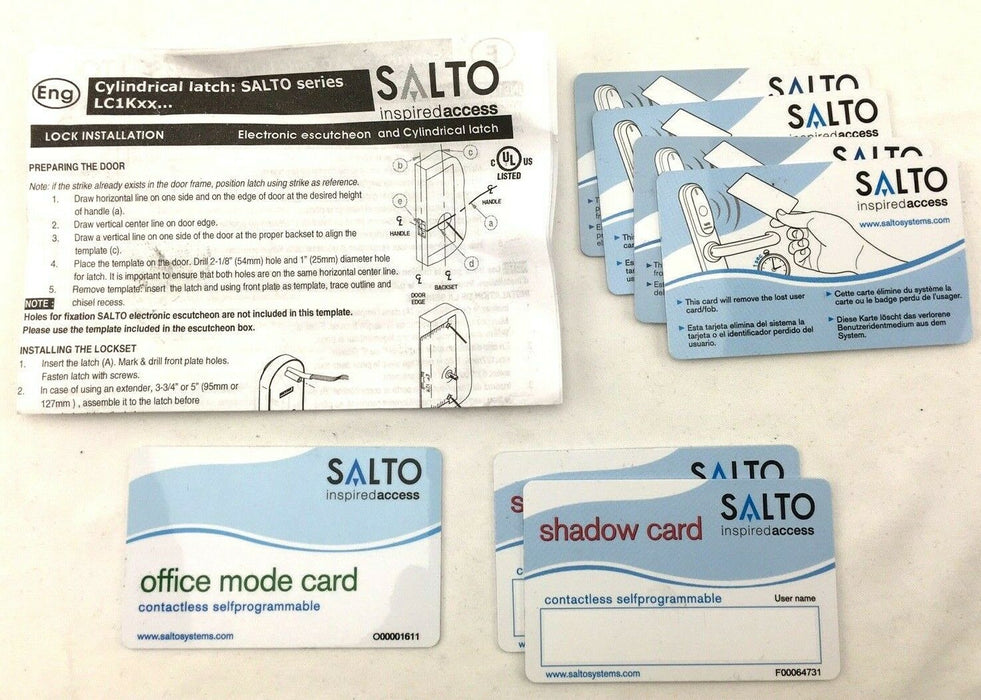 Eng
Cylindrical latch: SALTO series
LC1Kxx...
SALTO
inspiredaccess
LOCK INSTALLATION
Electronic escutcheon and Cylindrical latch
PREPARING THE DOOR
Note: if the strike already exists in the door frame, position latch using strike as reference.
1. Draw horizontal line on one side and on the edge of door at the desired height
of handle (a).
2. Draw vertical center line on door edge.
3. Draw a vertical line on one side of the door at the proper backset to align the
template (c).
4. Place the template on the door. Drill 2-1/8" (54mm) hole and 1" (25mm) diameter hole
for latch. It is important to ensure that both holes are on the same horizontal center line.
5. Remove template. insert the latch and using front plate as template, trace outline and
chisel recess.
NOTE:
Holes for fixation SALTO electronic escutcheon are not included in this template.
Please use the template included in the escutcheon box.
INSTALLING THE LOCKSET
1. Insert the latch (A). Mark & drill front plate holes.
Fasten latch with screws.
2. In case of using an extender, 3-3/4" or 5" (95mm or
127mm ) , assemble it to the latch before
b
c
e
a
d
C UL US
LISTED
HANDLE
HANDLE
DOOR
EDGE
BACKSET
SALTO
SALTO
inspiredaccess
SALTO
SALTO
inspiredaccess
www.saltosystems.com
This card will remove the lost user
card/fob.
Esta tarjeta elimina del sistema la
tarjeta o el identificador perdido del
usuario.
Cette carte élimine du système la
carte ou le badge perdu de l'usager.
Diese Karte löscht das verlorene
Benutzeridentmedium aus dem
System.
SALTO
inspiredaccess
office mode card
contactless selfprogrammable
www.saltosystems.com
O00001611
SALTO
s
c
w
SALTO
inspiredaccess
shadow card
contactless selfprogrammable
User name
www.saltosystems.com
F00064731